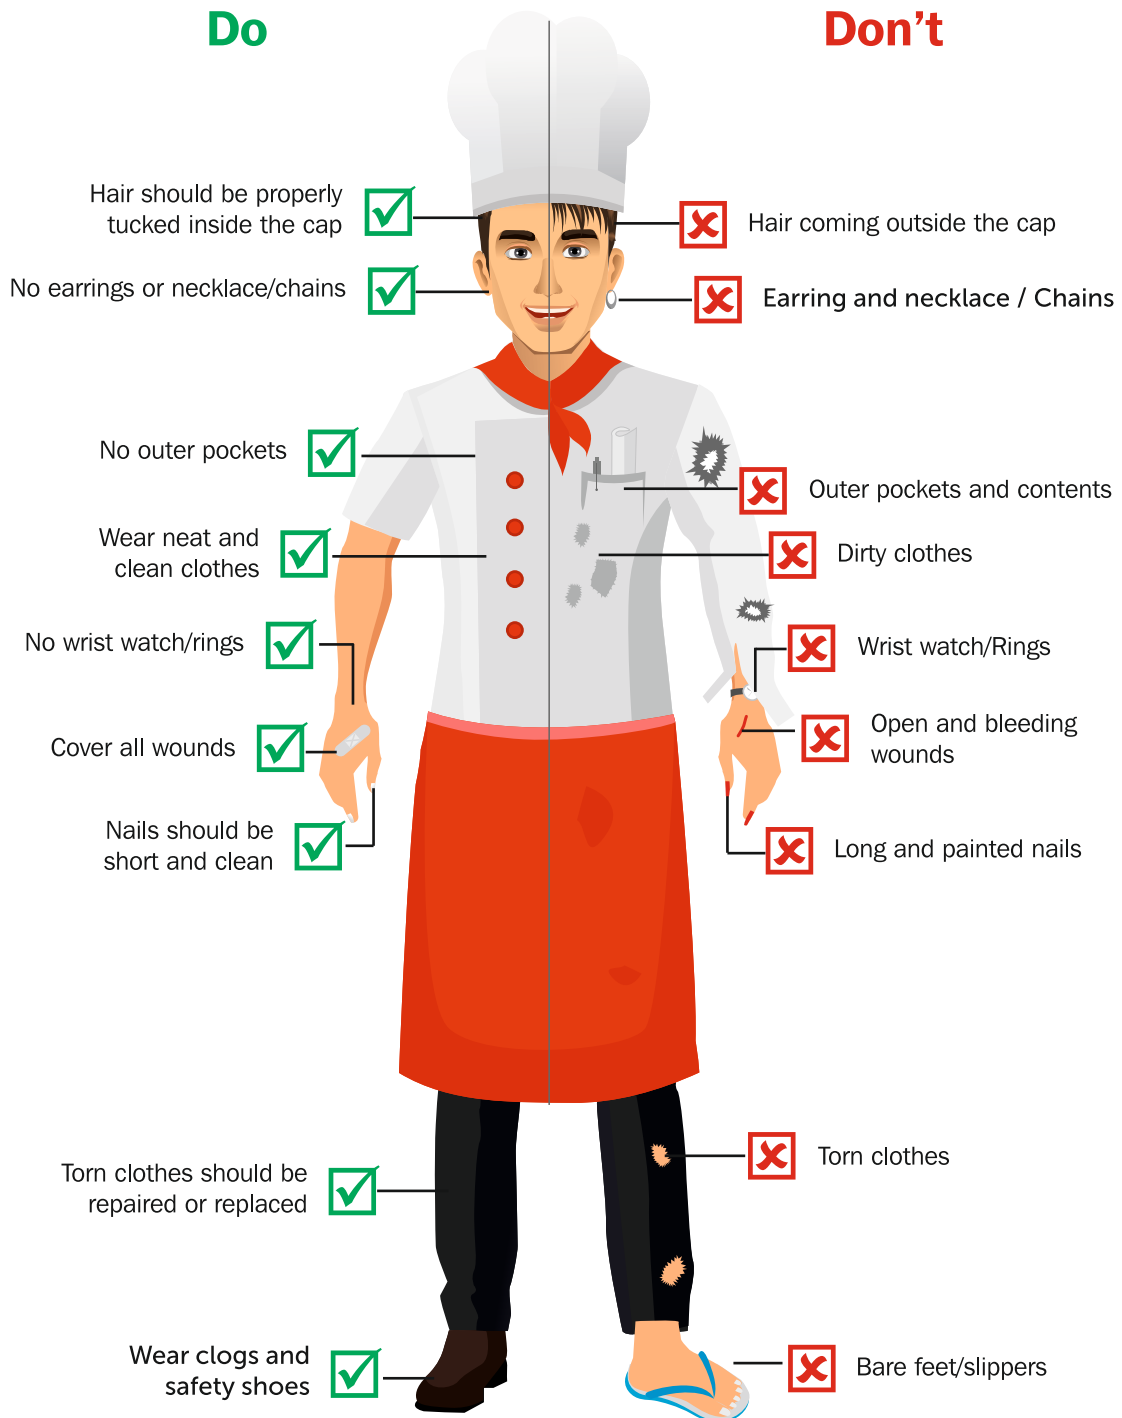 Do
Don't
Hair should be properly
tucked inside the cap
Hair coming outside the cap
No earrings or necklace/chains
Earring and necklace / Chains
No outer pockets
Outer pockets and contents
Wear neat and
clean clothes
Dirty clothes
No wrist watch/rings
Wrist watch/Rings
Cover all wounds
Open and bleeding
wounds
Nails should be
short and clean
Long and painted nails
Torn clothes should be
repaired or replaced
Torn clothes
Wear clogs and
safety shoes
Bare feet/slippers